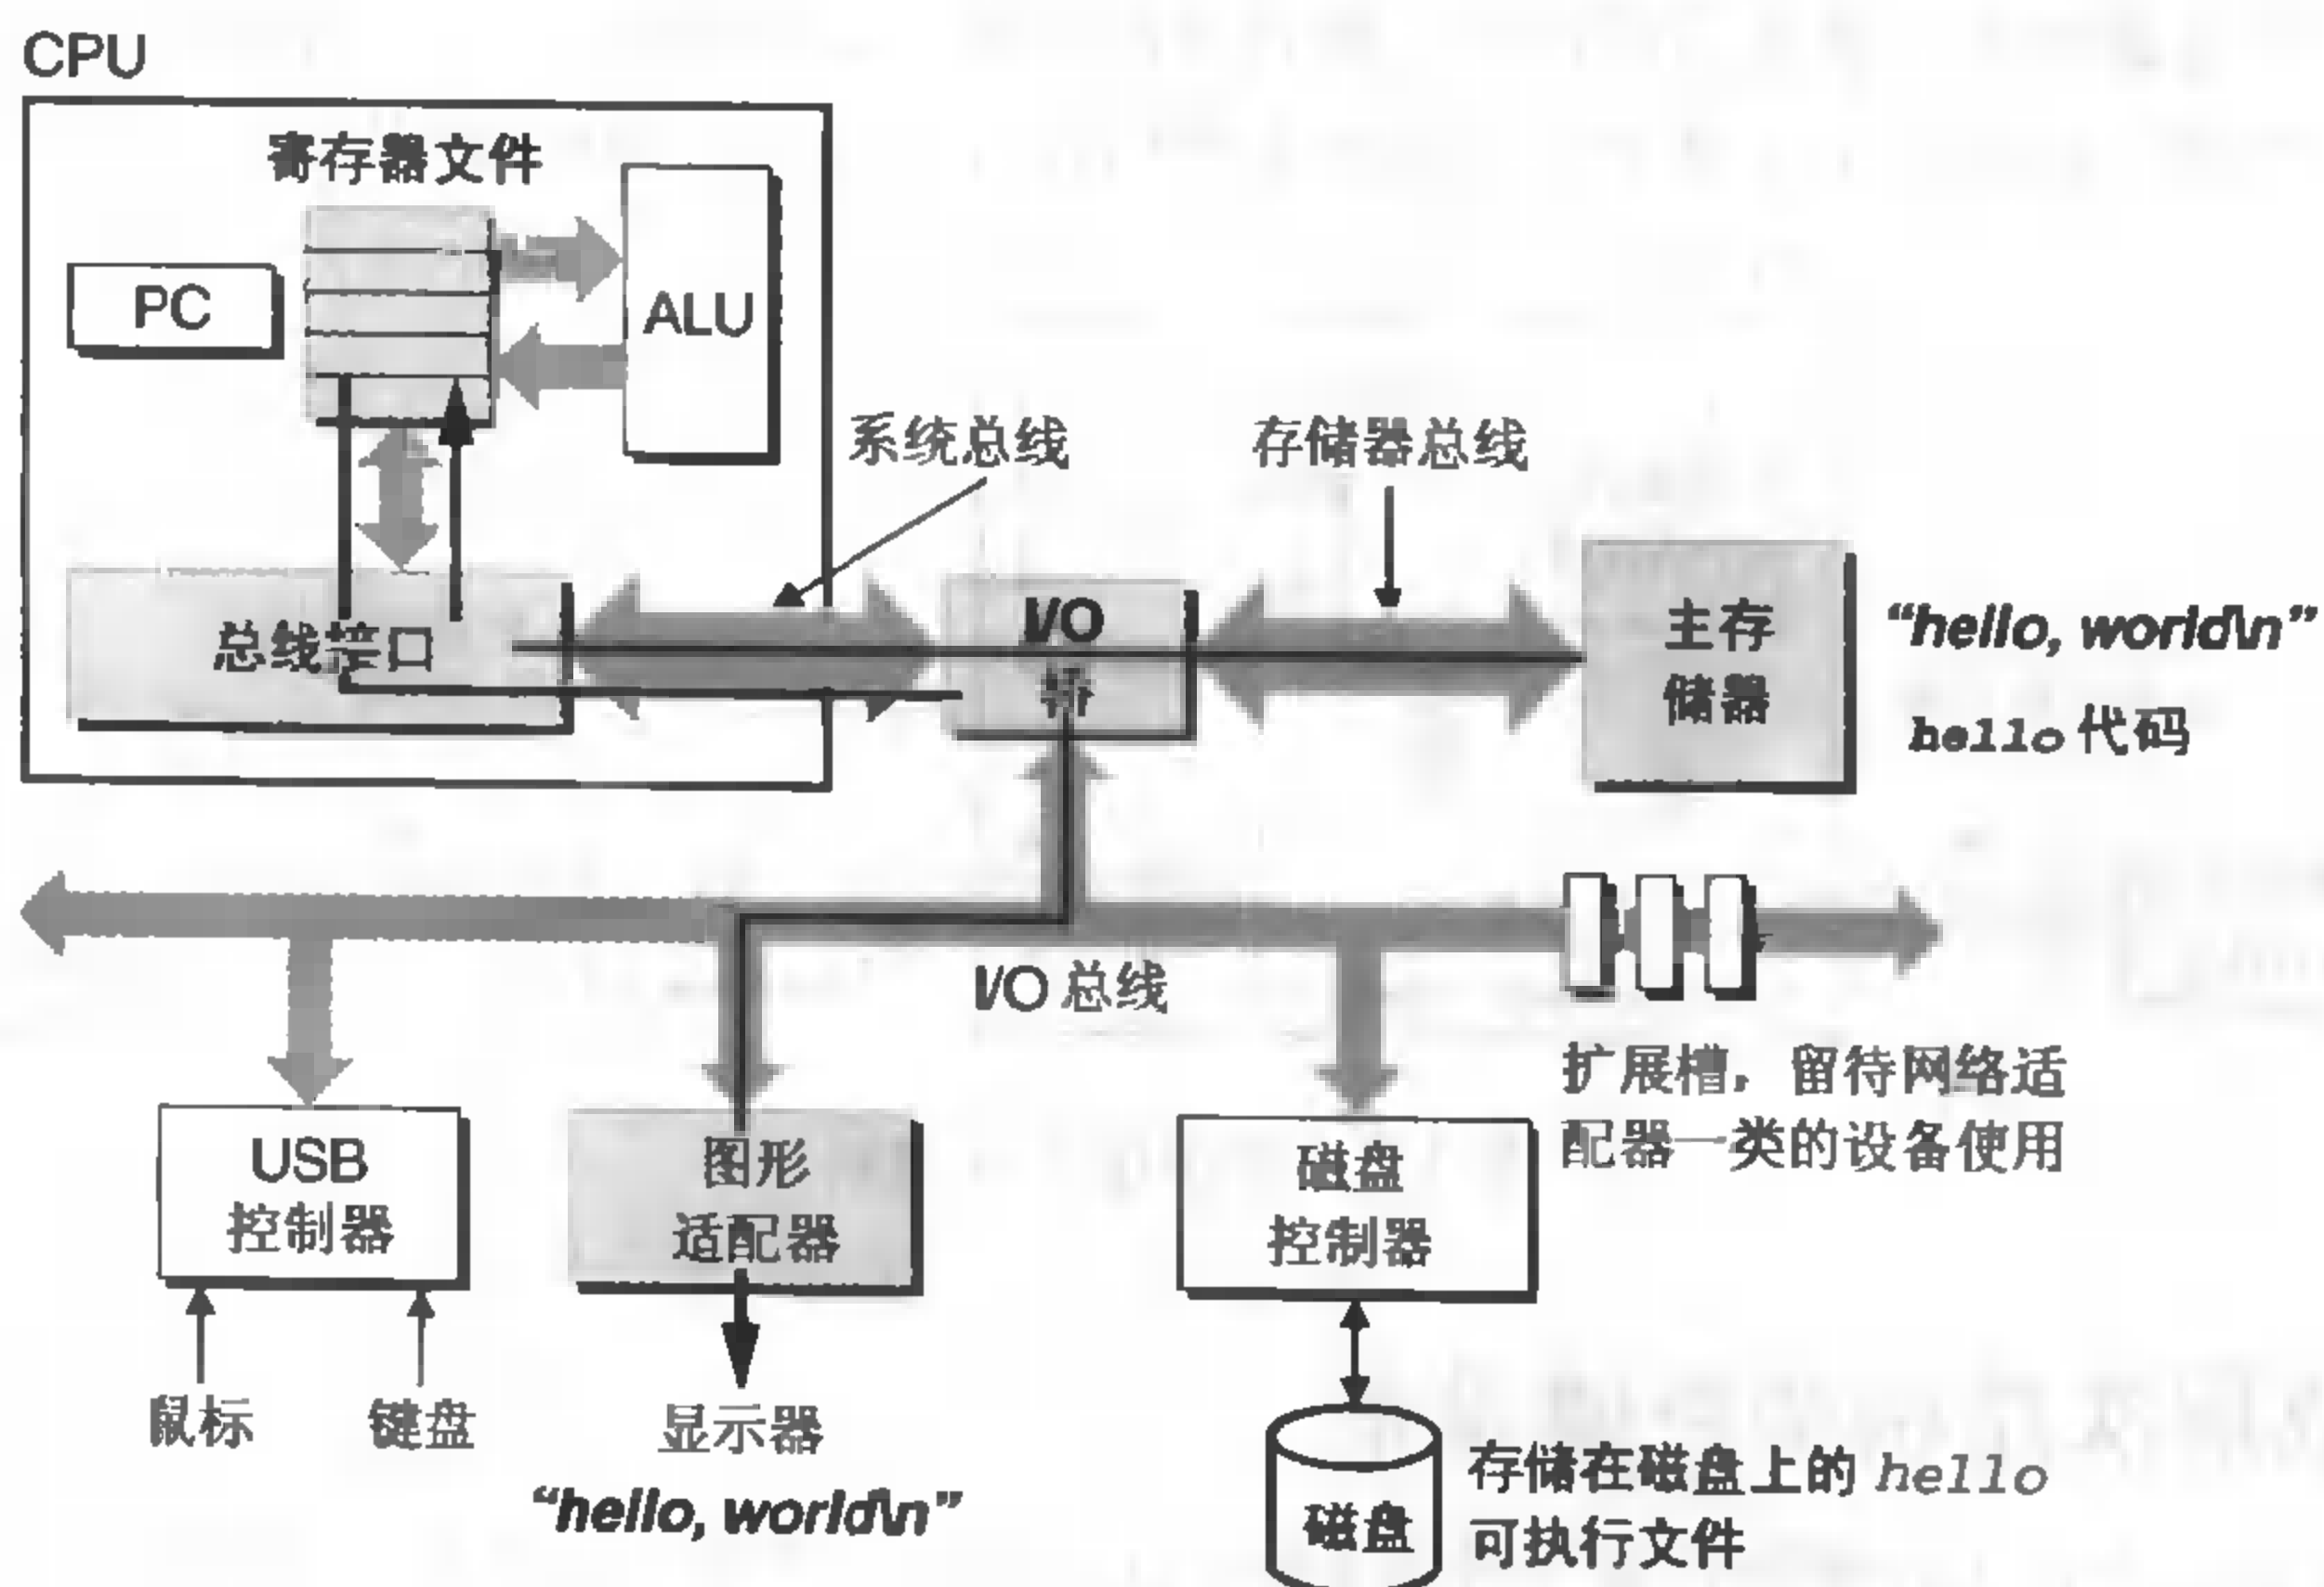 CPU
寄存器文件
PC
ALU
系统总线
存储器总线
总线接口
I/O
桥
主存
储器
“hello, world\n”
hello 代码
I/O 总线
扩展槽，留待网络适
配器一类的设备使用
USB
控制器
图形
适配器
磁盘
控制器
鼠标
键盘
显示器
“hello, world\n”
磁盘
存储在磁盘上的 hello
可执行文件